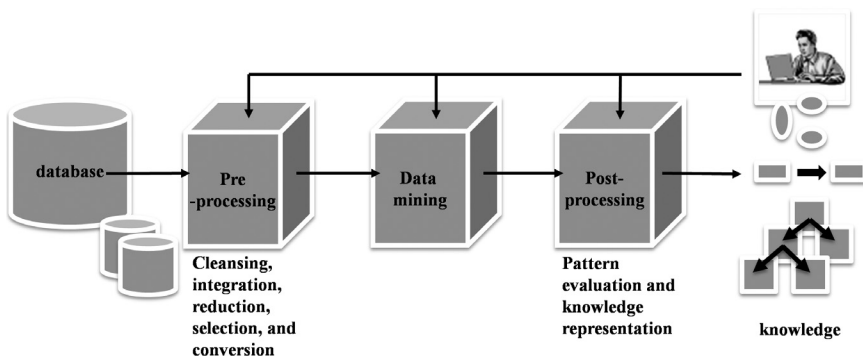 database
Pre
-processing
Data
mining
Post-
processing
Cleansing,
integration,
reduction,
selection, and
conversion
Pattern
evaluation and
knowledge
representation
knowledge